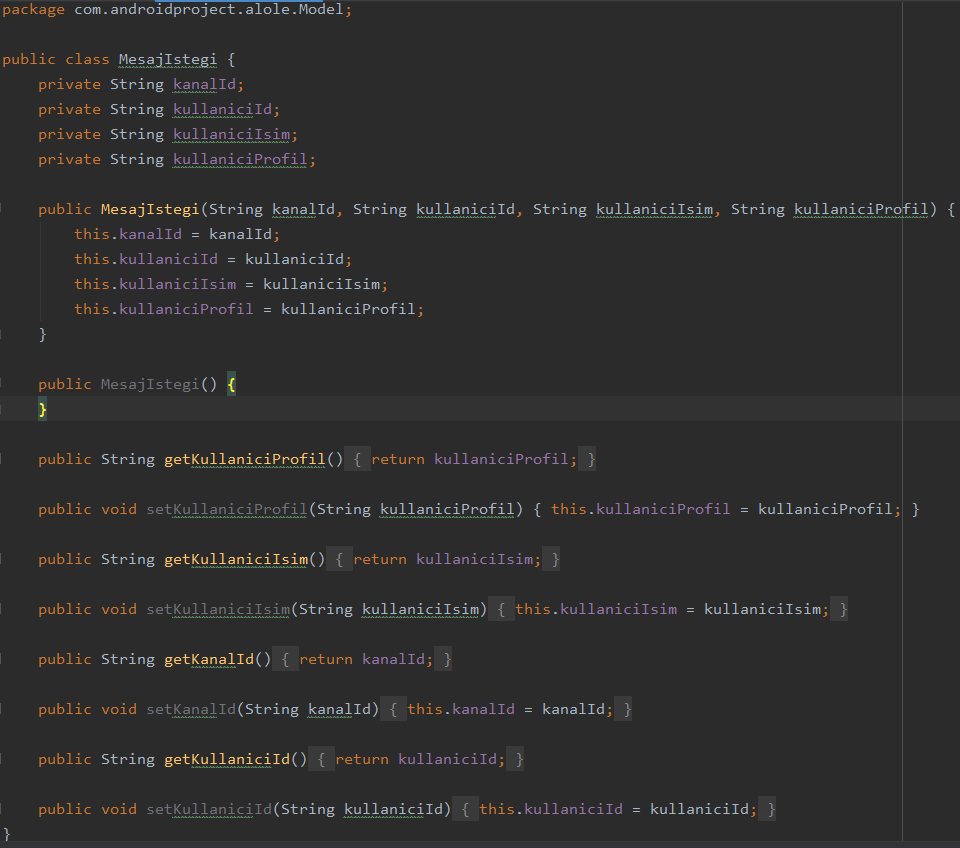 package com.androidproject.alole.Model;
public class MesajIstegi {
private String kanalId;
private String kullaniciId;
private String kullaniciIsim;
private String kullaniciProfil;
public MesajIstegi(String kanalId, String kullaniciId, String kullaniciIsim, String kullaniciProfil) {
this.kanalId = kanalId;
this.kullaniciId = kullaniciId;
this.kullaniciIsim = kullaniciIsim;
this.kullaniciProfil = kullaniciProfil;
}
public MesajIstegi() {
}
public String getKullaniciProfil() { return kullaniciProfil; }
public void setKullaniciProfil(String kullaniciProfil) { this.kullaniciProfil = kullaniciProfil; }
public String getKullaniciIsim() { return kullaniciIsim; }
public void setKullaniciIsim(String kullaniciIsim) { this.kullaniciIsim = kullaniciIsim; }
public String getKanalId() { return kanalId; }
public void setKanalId(String kanalId) { this.kanalId = kanalId; }
public String getKullaniciId() { return kullaniciId; }
public void setKullaniciId(String kullaniciId) { this.kullaniciId = kullaniciId; }
}